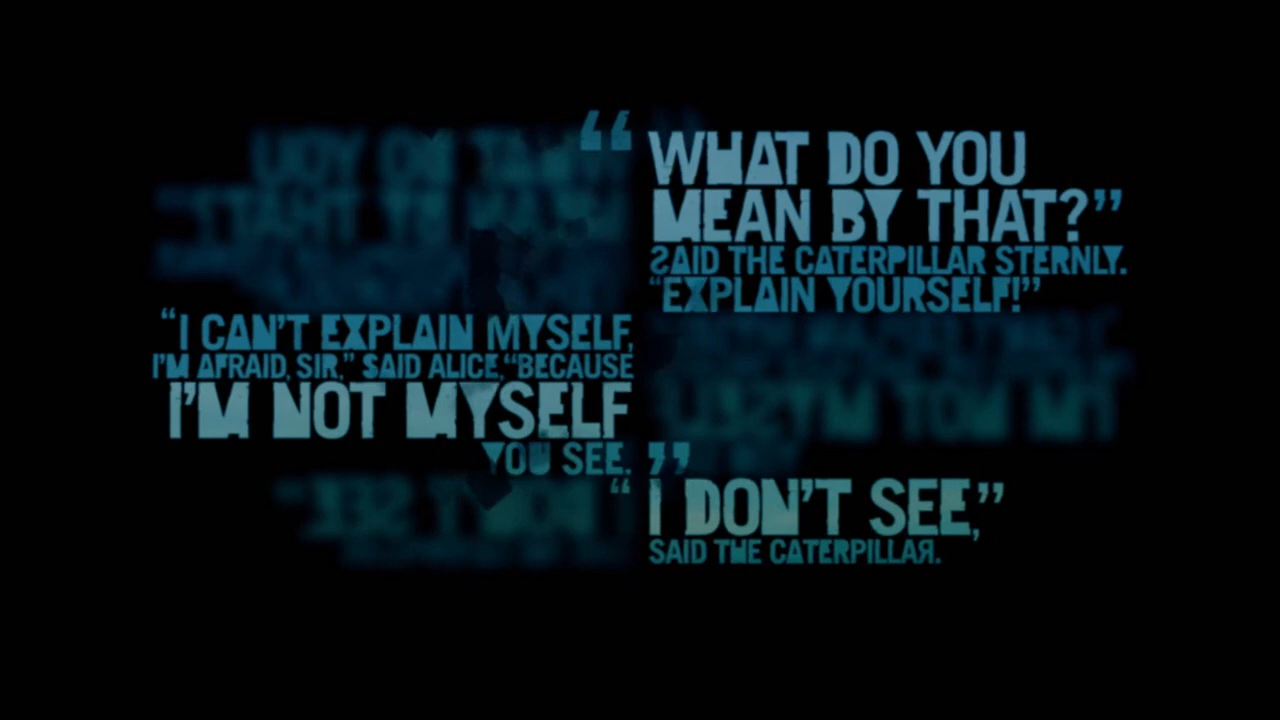 “ WHAT DO YOU
MEAN BY THAT?”
SAID THE CATERPILLAR STERNLY.
“EXPLAIN YOURSELF!”
“I CAN’T EXPLAIN MYSELF,
I’M AFRAID, SIR,” SAID ALICE, “BECAUSE
I’M NOT MYSELF
YOU SEE. ”
“I DON’T SEE,”
SAID THE CATERPILLAR.